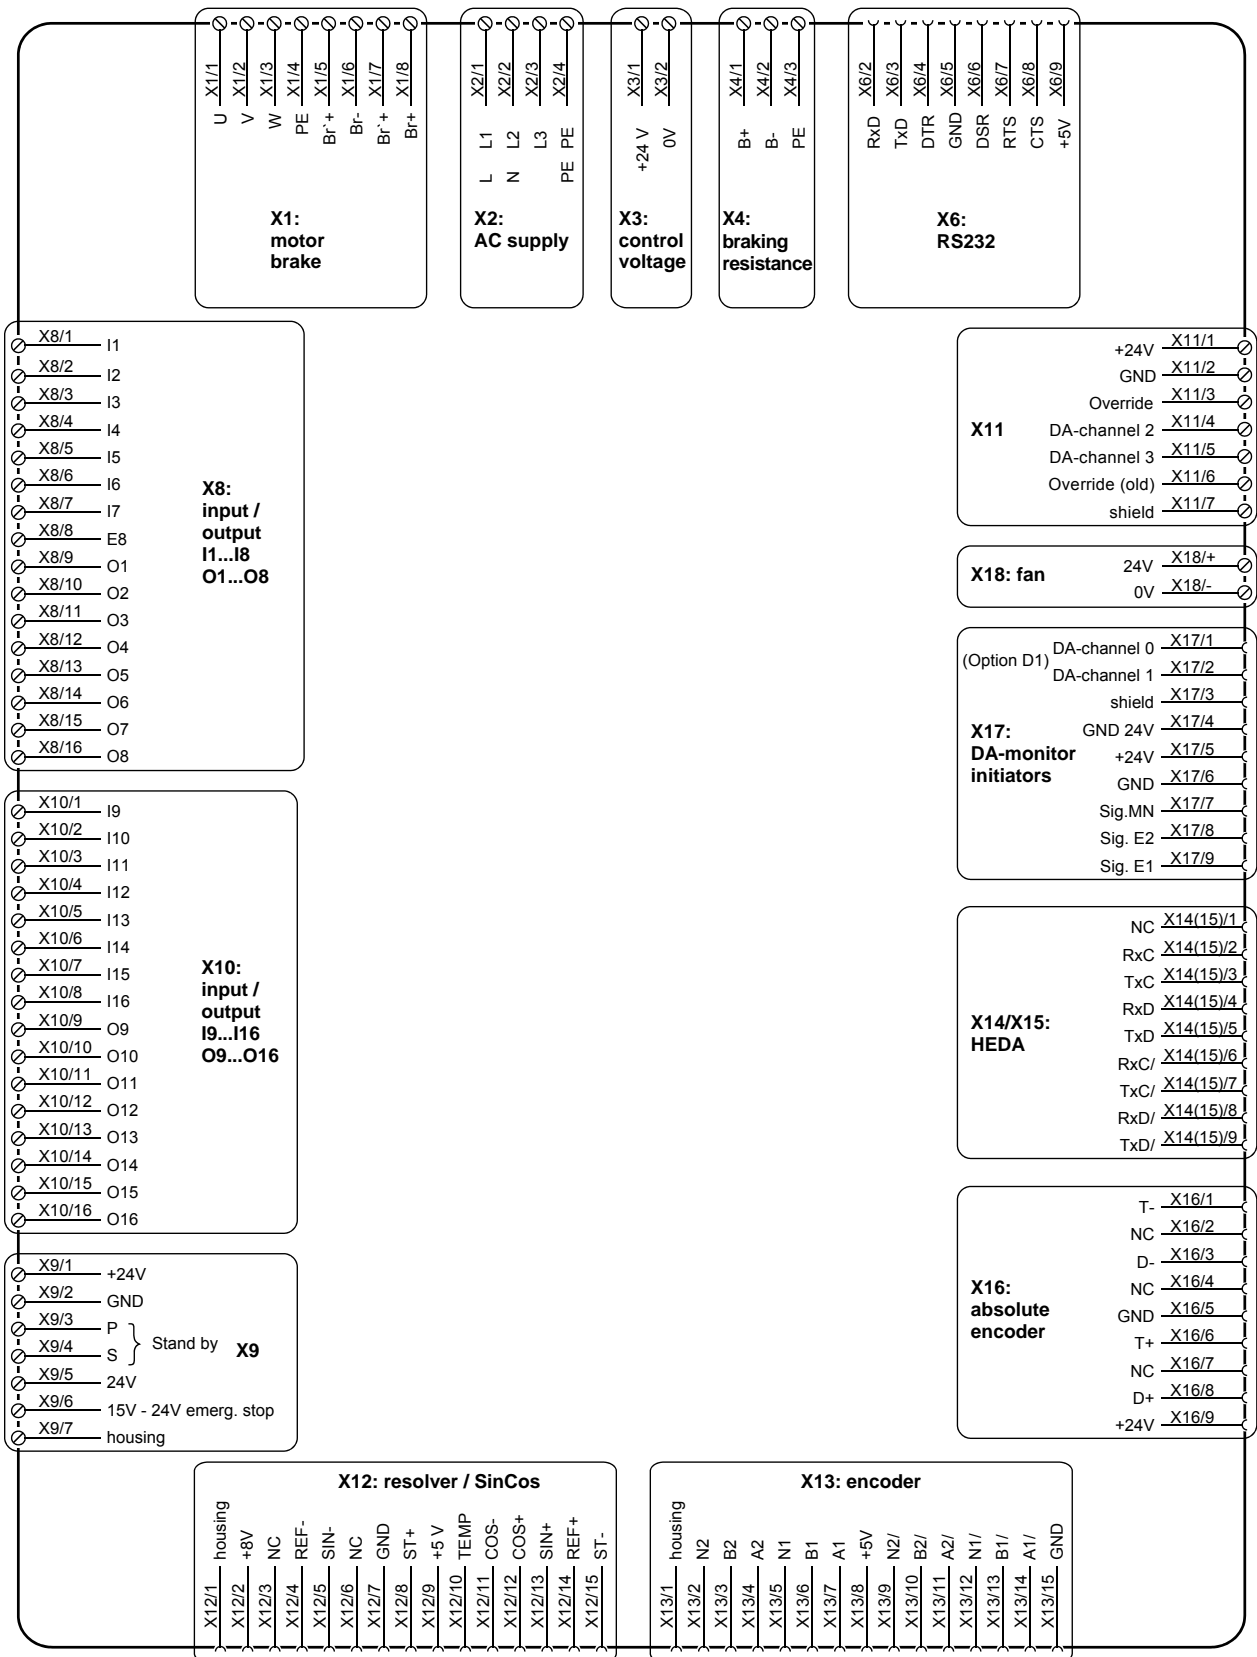 X1/1 U
X1/2 V
X1/3 W
X1/4 PE
X1/5 Br`+
X1/6 Br-
X1/7 Br`+
X1/8 Br+
X1:
motor
brake
X2/1 L1 L
X2/2 L2 N
X2/3 L3
X2/4 PE PE
X2:
AC supply
X3/1 +24 V
X3/2 0V
X3:
control
voltage
X4/1 B+
X4/2 B-
X4/3 PE
X4:
braking
resistance
X6/2 RxD
X6/3 TxD
X6/4 DTR
X6/5 GND
X6/6 DSR
X6/7 RTS
X6/8 CTS
X6/9 +5V
X6:
RS232
X8/1 I1
X8/2 I2
X8/3 I3
X8/4 I4
X8/5 I5
X8/6 I6
X8/7 I7
X8/8 E8
X8/9 O1
X8/10 O2
X8/11 O3
X8/12 O4
X8/13 O5
X8/14 O6
X8/15 O7
X8/16 O8
X8:
input /
output
I1...I8
O1...O8
X11
+24V X11/1
GND X11/2
Override X11/3
DA-channel 2 X11/4
DA-channel 3 X11/5
Override (old) X11/6
shield X11/7
X18: fan
24V X18/+
0V X18/-
(Option D1)
DA-channel 0 X17/1
DA-channel 1 X17/2
shield X17/3
GND 24V X17/4
+24V X17/5
GND X17/6
Sig.MN X17/7
Sig. E2 X17/8
Sig. E1 X17/9
X17:
DA-monitor
initiators
X10/1 I9
X10/2 I10
X10/3 I11
X10/4 I12
X10/5 I13
X10/6 I14
X10/7 I15
X10/8 I16
X10/9 O9
X10/10 O10
X10/11 O11
X10/12 O12
X10/13 O13
X10/14 O14
X10/15 O15
X10/16 O16
X10:
input /
output
I9...I16
O9...O16
NC X14(15)/1
RxC X14(15)/2
TxC X14(15)/3
RxD X14(15)/4
TxD X14(15)/5
RxC/ X14(15)/6
TxC/ X14(15)/7
RxD/ X14(15)/8
TxD/ X14(15)/9
X14/X15:
HEDA
X9/1 +24V
X9/2 GND
X9/3 P
X9/4 S
Stand by
X9
X9/5 24V
X9/6 15V - 24V emerg. stop
X9/7 housing
T- X16/1
NC X16/2
D- X16/3
NC X16/4
GND X16/5
T+ X16/6
NC X16/7
D+ X16/8
+24V X16/9
X16:
absolute
encoder
X12: resolver / SinCos
X12/1 housing
X12/2 +8V
X12/3 NC
X12/4 REF-
X12/5 SIN-
X12/6 NC
X12/7 GND
X12/8 ST+
X12/9 +5 V
X12/10 TEMP
X12/11 COS-
X12/12 COS+
X12/13 SIN+
X12/14 REF+
X12/15 ST-
X13: encoder
X13/1 housing
X13/2 N2
X13/3 B2
X13/4 A2
X13/5 N1
X13/6 B1
X13/7 A1
X13/8 +5V
X13/9 N2/
X13/10 B2/
X13/11 A2/
X13/12 N1/
X13/13 B1/
X13/14 A1/
X13/15 GND